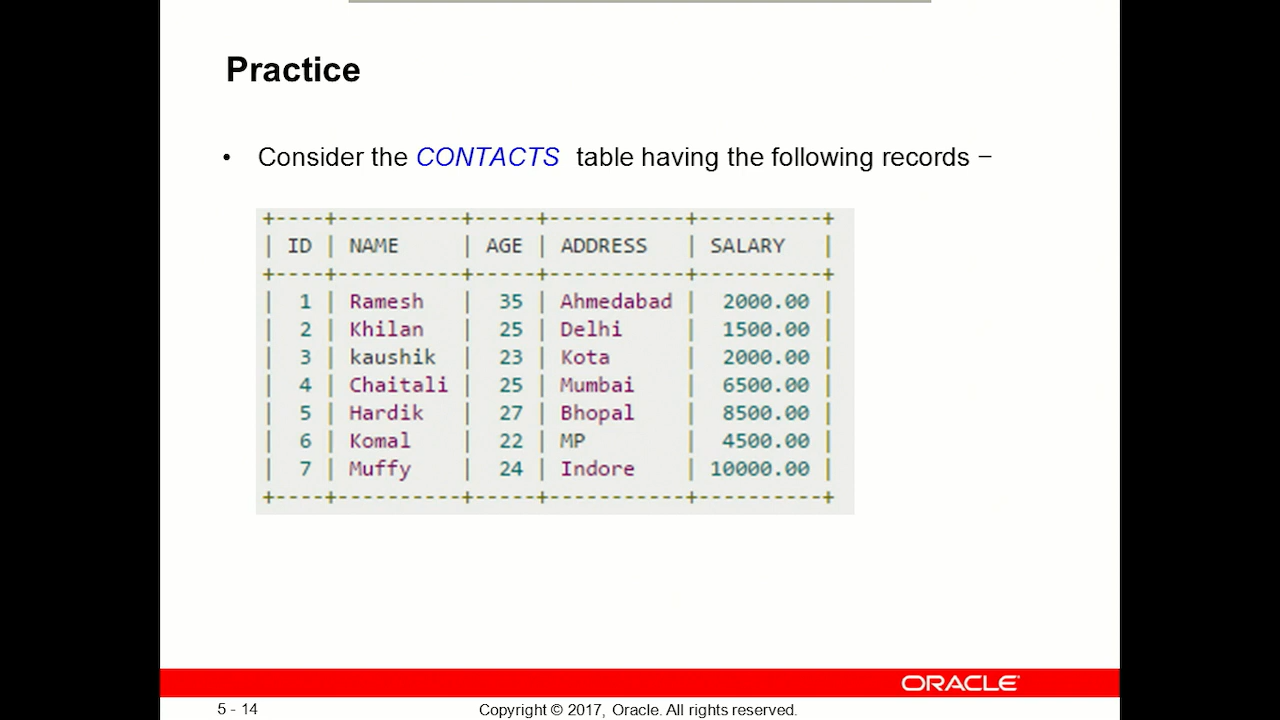 Practice
• Consider the CONTACTS table having the following records –
+----+----------+-----+-----------+----------+
| ID | NAME     | AGE | ADDRESS   | SALARY   |
+----+----------+-----+-----------+----------+
|  1 | Ramesh   |  35 | Ahmedabad |  2000.00 |
|  2 | Khilan   |  25 | Delhi     |  1500.00 |
|  3 | kaushik  |  23 | Kota      |  2000.00 |
|  4 | Chaitali |  25 | Mumbai    |  6500.00 |
|  5 | Hardik   |  27 | Bhopal    |  8500.00 |
|  6 | Komal    |  22 | MP        |  4500.00 |
|  7 | Muffy    |  24 | Indore    | 10000.00 |
+----+----------+-----+-----------+----------+
ORACLE
5 - 14
Copyright © 2017, Oracle. All rights reserved.